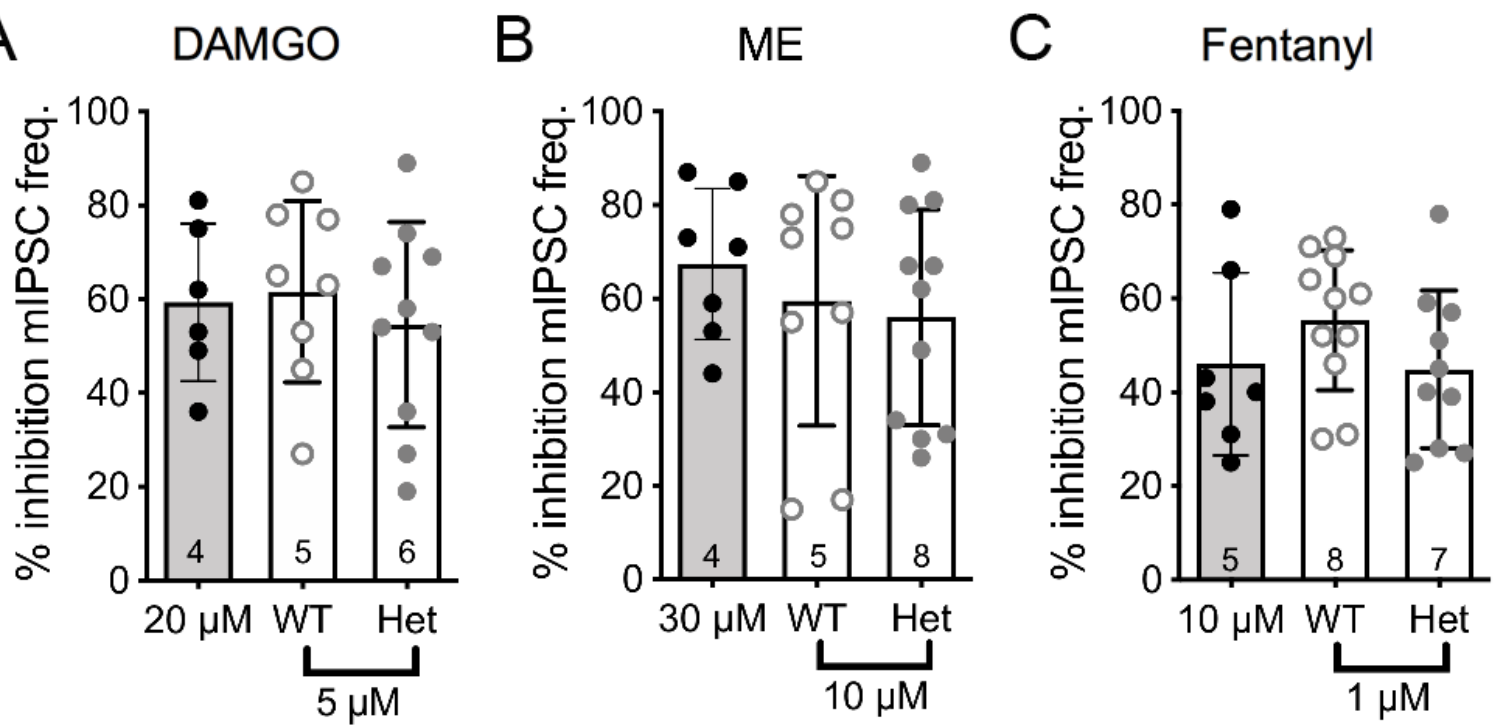 A DAMGO
% inhibition mIPSC freq.
100
80
60
40
20
0
4 5 6
20 µM WT Het
5 µM
B ME
% inhibition mIPSC freq.
100
80
60
40
20
0
4 5 8
30 µM WT Het
10 µM
C Fentanyl
% inhibition mIPSC freq.
100
80
60
40
20
0
5 8 7
10 µM WT Het
1 µM